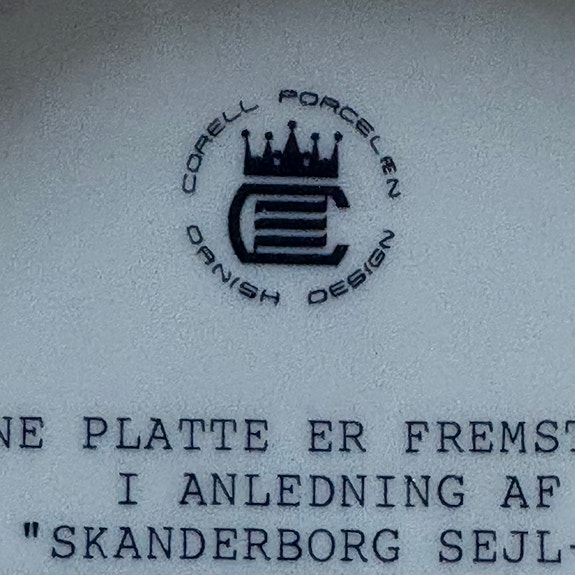 CORELL PORCELÆN
DANISH DESIGN
NE PLATTE ER FREMST
I ANLEDNING AF
"SKANDERBORG SEJL-